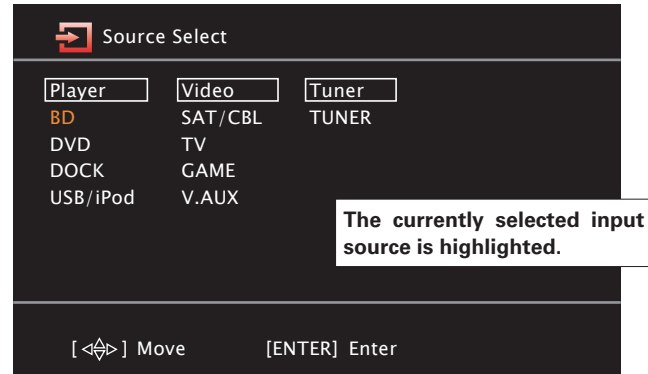 Source Select
Player Video Tuner
BD SAT/CBL TUNER
DVD TV
DOCK GAME
USB/iPod V.AUX
The currently selected input
source is highlighted.
[ ] Move [ENTER] Enter